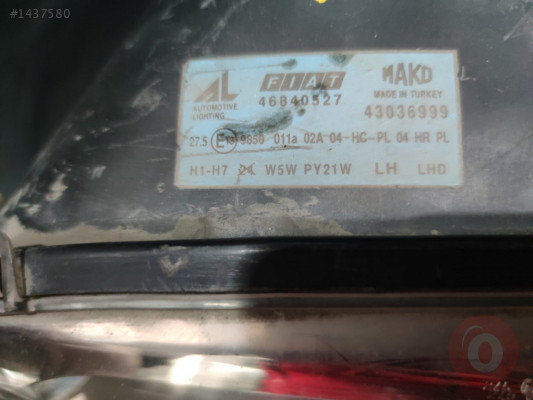 #1437580
AL FIAT MAKO
AUTOMOTIVE LIGHTING 46840527 MADE IN TURKEY
43036999
27.5 E 9850 011a 02A 04 HC PL 04 HR PL
H1-H7 W5W PY21W LH LHD